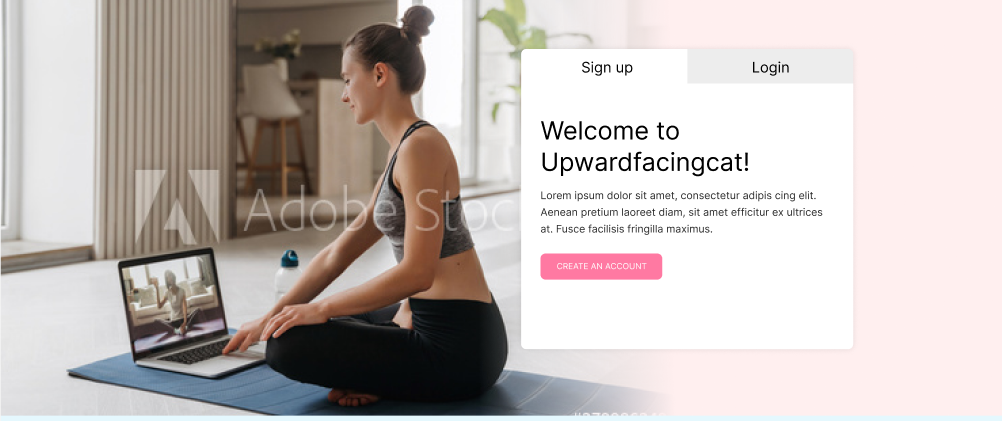 Sign up
Login
Welcome to
Upwardfacingcat!
Lorem ipsum dolor sit amet, consectetur adipis cing elit.
Aenean pretium laoreet diam, sit amet efficitur ex ultrices
at. Fusce facilisis fringilla maximus.
CREATE AN ACCOUNT
Adobe Stoc